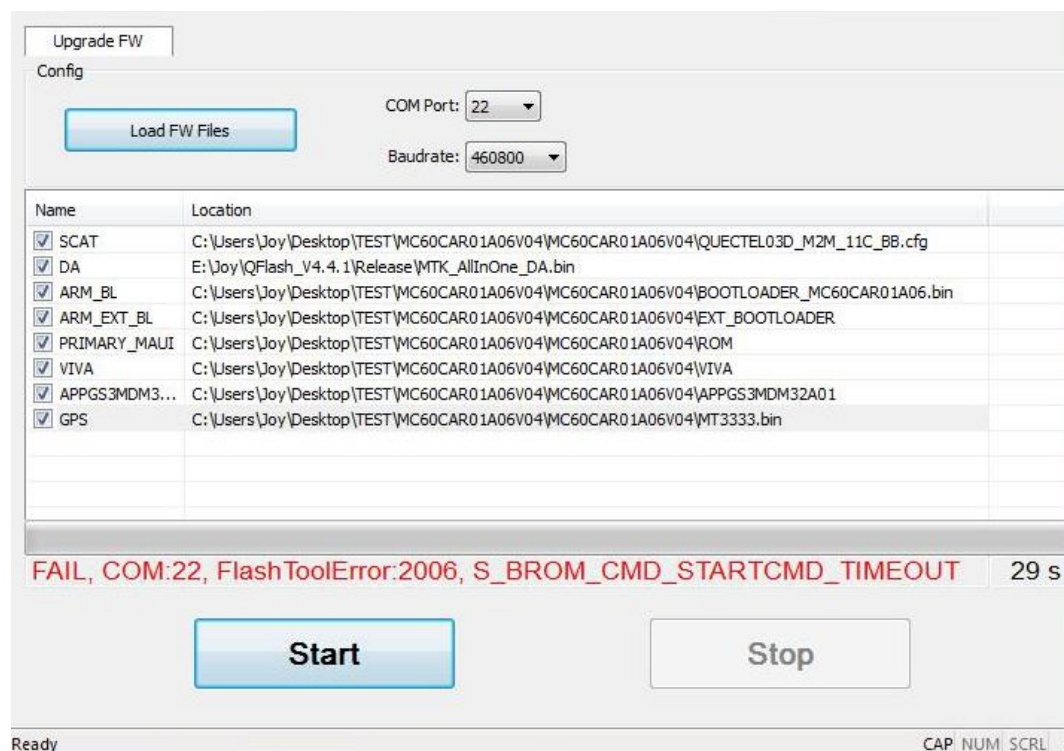 Upgrade FW
Config
Load FW Files
COM Port: 22
Baudrate: 460800
Name Location
SCAT C:\Users\Joy\Desktop\TEST\MC60CAR01A06V04\MC60CAR01A06V04\QUECTEL03D_M2M_11C_BB.cfg
DA E:\Joy\QFlash_V4.4.1\Release\MTK_AllInOne_DA.bin
ARM_BL C:\Users\Joy\Desktop\TEST\MC60CAR01A06V04\MC60CAR01A06V04\BOOTLOADER_MC60CAR01A06.bin
ARM_EXT_BL C:\Users\Joy\Desktop\TEST\MC60CAR01A06V04\MC60CAR01A06V04\EXT_BOOTLOADER
PRIMARY_MAUI C:\Users\Joy\Desktop\TEST\MC60CAR01A06V04\MC60CAR01A06V04\ROM
VIVA C:\Users\Joy\Desktop\TEST\MC60CAR01A06V04\MC60CAR01A06V04\VIVA
APPGS3MDM3... C:\Users\Joy\Desktop\TEST\MC60CAR01A06V04\MC60CAR01A06V04\APPGS3MDM32A01
GPS C:\Users\Joy\Desktop\TEST\MC60CAR01A06V04\MC60CAR01A06V04\MT3333.bin
FAIL, COM:22, FlashToolError:2006, S_BROM_CMD_STARTCMD_TIMEOUT 29 s
Start Stop
Ready CAP NUM SCRL